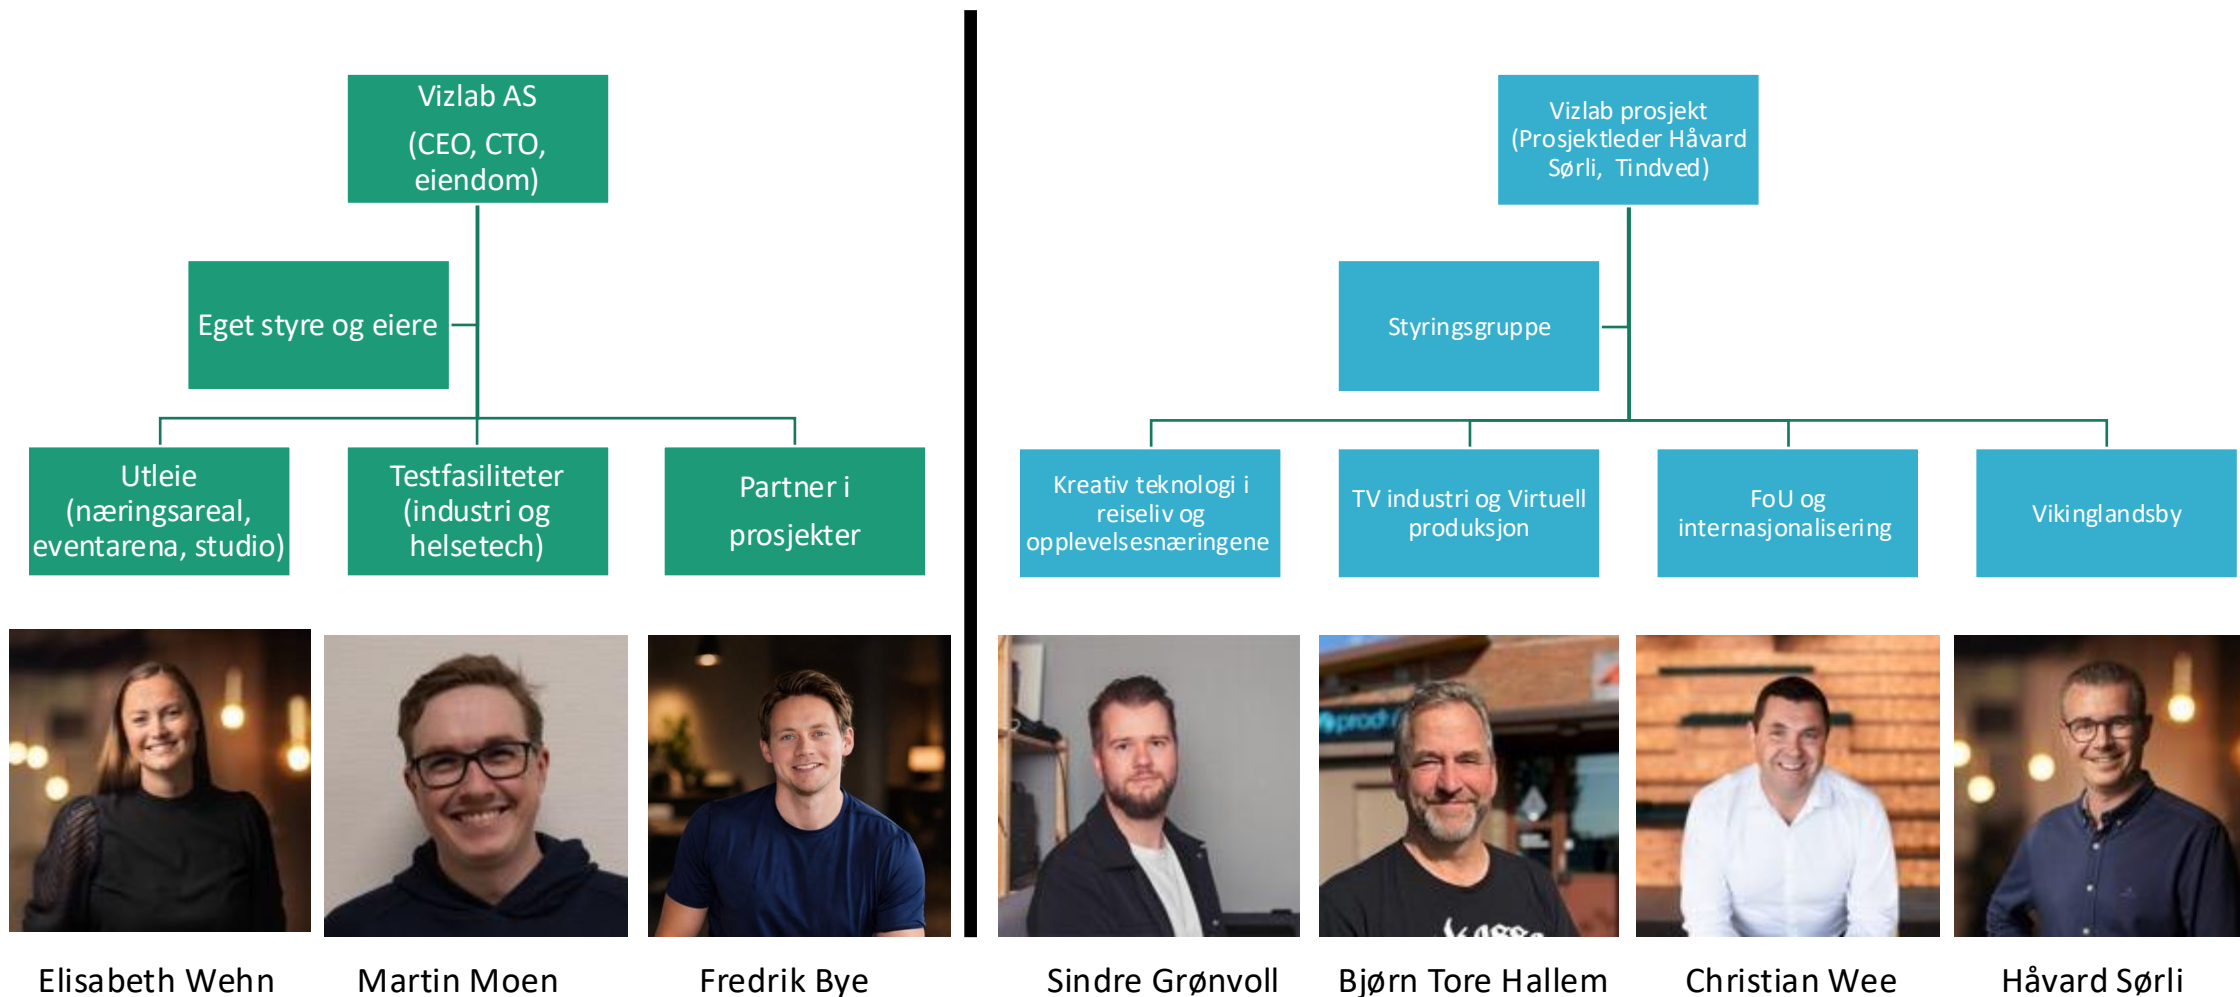 Vizlab AS
(CEO, CTO,
eiendom)
Eget styre og eiere
Utleie
(næringsareal,
eventarena, studio)
Testfasiliteter
(industri og
helsetech)
Partner i
prosjekter
Vizlab prosjekt
(Prosjektleder Håvard
Sørli, Tindved)
Styringsgruppe
Kreativ teknologi i
reiseliv og
opplevelsesnæringene
TV industri og Virtuell
produksjon
FoU og
internasjonalisering
Vikinglandsby
Elisabeth Wehn
Martin Moen
Fredrik Bye
Sindre Grønvoll
Bjørn Tore Hallem
Christian Wee
Håvard Sørli